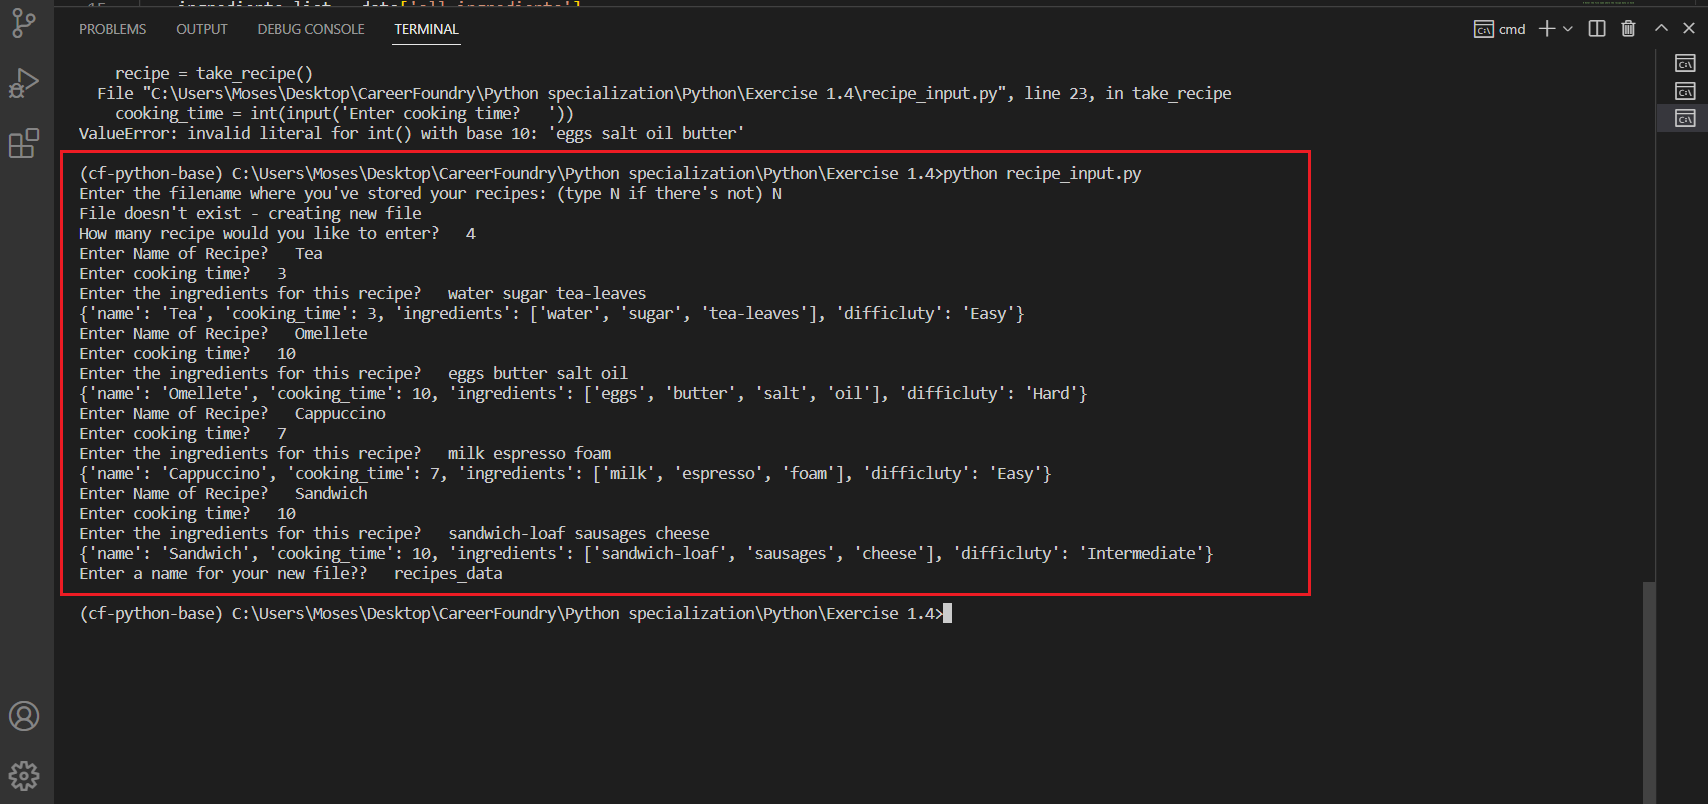 15 ingredients_list = data['all_ingredients']
PROBLEMS OUTPUT DEBUG CONSOLE TERMINAL cmd
recipe = take_recipe()
File "C:\Users\Moses\Desktop\CareerFoundry\Python specialization\Python\Exercise 1.4\recipe_input.py", line 23, in take_recipe
cooking_time = int(input('Enter cooking time?   '))
ValueError: invalid literal for int() with base 10: 'eggs salt oil butter'
(cf-python-base) C:\Users\Moses\Desktop\CareerFoundry\Python specialization\Python\Exercise 1.4>python recipe_input.py
Enter the filename where you've stored your recipes: (type N if there's not) N
File doesn't exist - creating new file
How many recipe would you like to enter?   4
Enter Name of Recipe?   Tea
Enter cooking time?   3
Enter the ingredients for this recipe?   water sugar tea-leaves
{'name': 'Tea', 'cooking_time': 3, 'ingredients': ['water', 'sugar', 'tea-leaves'], 'difficluty': 'Easy'}
Enter Name of Recipe?   Omellete
Enter cooking time?   10
Enter the ingredients for this recipe?   eggs butter salt oil
{'name': 'Omellete', 'cooking_time': 10, 'ingredients': ['eggs', 'butter', 'salt', 'oil'], 'difficluty': 'Hard'}
Enter Name of Recipe?   Cappuccino
Enter cooking time?   7
Enter the ingredients for this recipe?   milk espresso foam
{'name': 'Cappuccino', 'cooking_time': 7, 'ingredients': ['milk', 'espresso', 'foam'], 'difficluty': 'Easy'}
Enter Name of Recipe?   Sandwich
Enter cooking time?   10
Enter the ingredients for this recipe?   sandwich-loaf sausages cheese
{'name': 'Sandwich', 'cooking_time': 10, 'ingredients': ['sandwich-loaf', 'sausages', 'cheese'], 'difficluty': 'Intermediate'}
Enter a name for your new file??   recipes_data
(cf-python-base) C:\Users\Moses\Desktop\CareerFoundry\Python specialization\Python\Exercise 1.4>